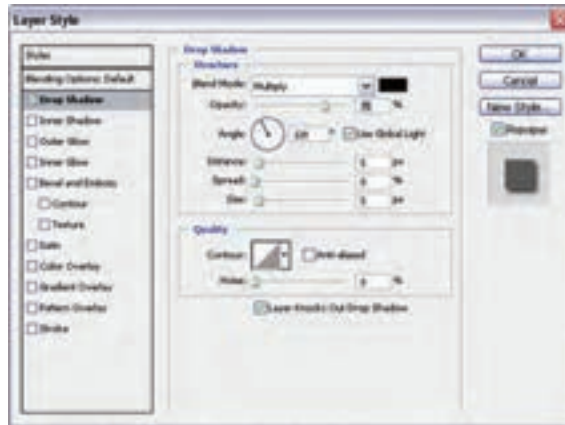 Layer Style
Styles
Blending Options: Default
Drop Shadow
Inner Shadow
Outer Glow
Inner Glow
Bevel and Emboss
Contour
Texture
Satin
Color Overlay
Gradient Overlay
Pattern Overlay
Stroke
Drop Shadow
Structure
Blend Mode: Multiply
Opacity: %
Angle: ° Use Global Light
Distance: px
Spread: %
Size: px
Quality
Contour: Anti-aliased
Noise: %
Layer Knocks Out Drop Shadow
OK
Cancel
New Style...
Preview